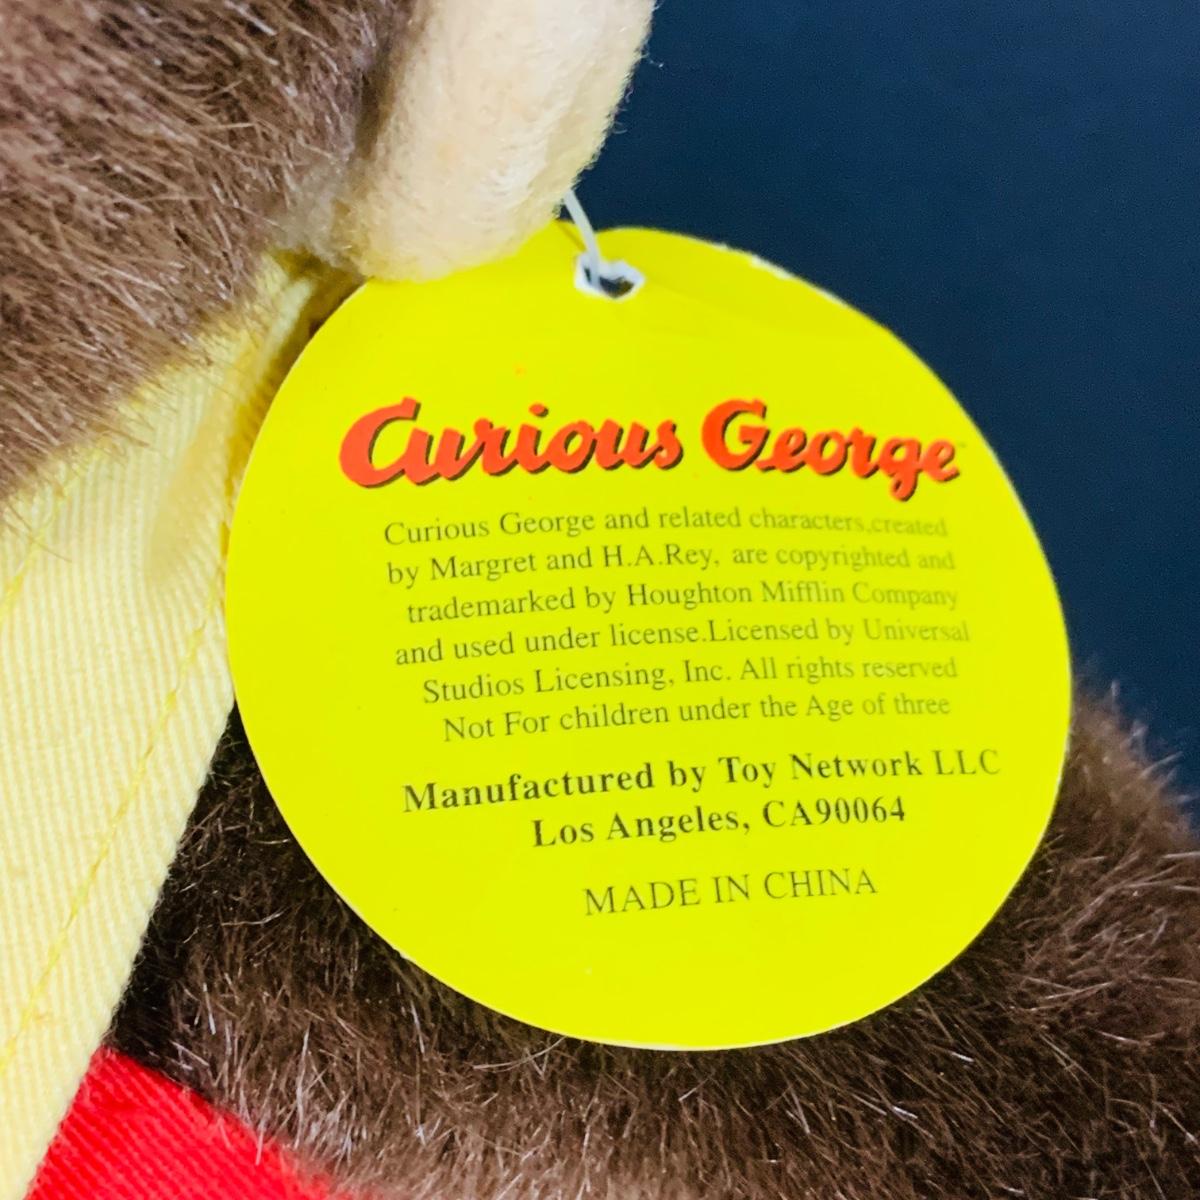 Curious George™
Curious George and related characters,created
by Margret and H.A.Rey, are copyrighted and
trademarked by Houghton Mifflin Company
and used under license.Licensed by Universal
Studios Licensing, Inc. All rights reserved
Not For children under the Age of three
Manufactured by Toy Network LLC
Los Angeles, CA90064
MADE IN CHINA